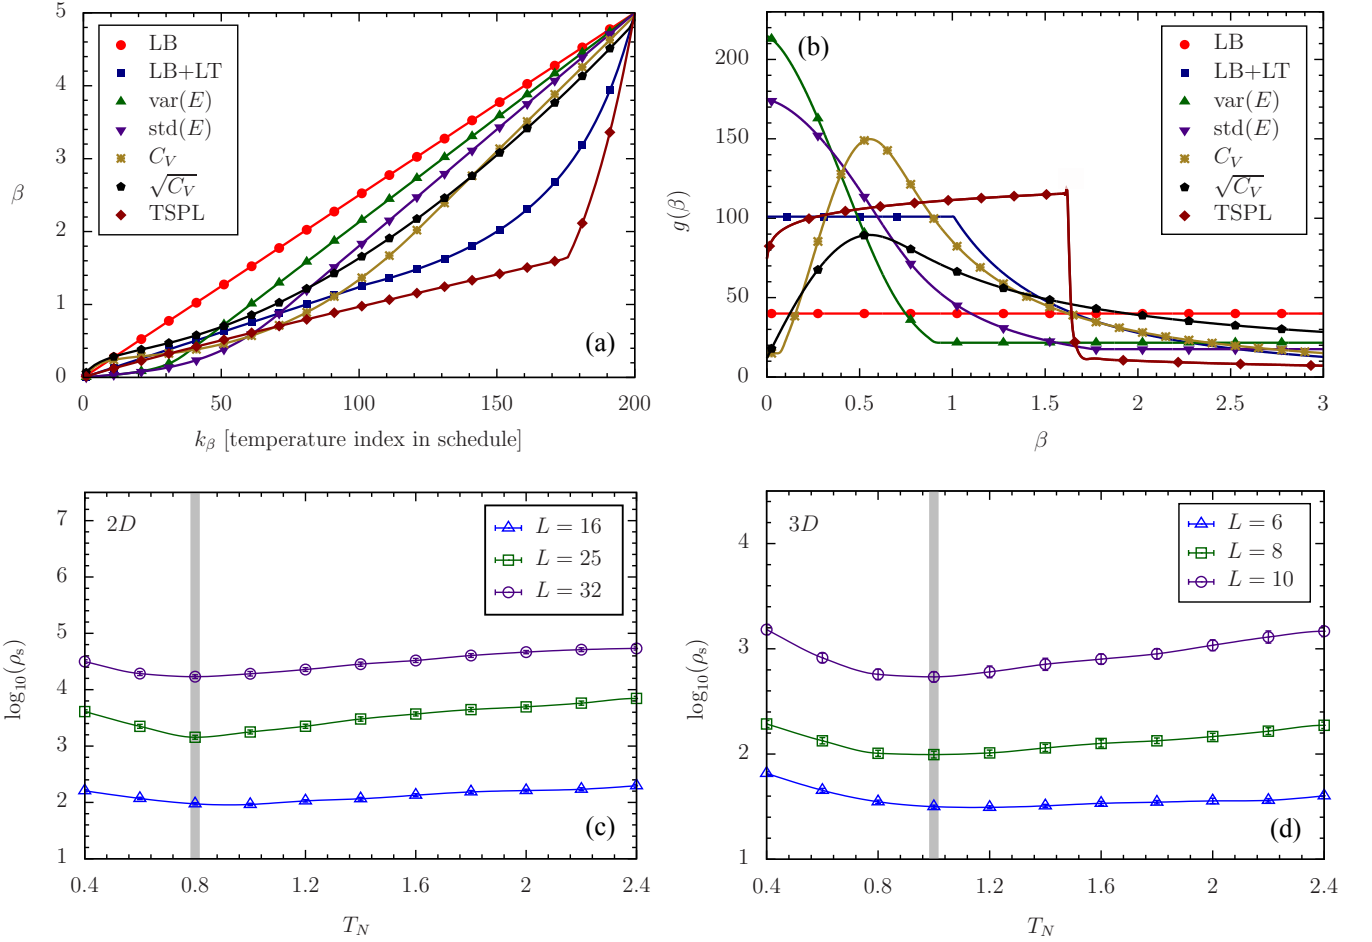 β
5
4
3
2
1
0
LB
LB+LT
var(E)
std(E)
C_V
√C_V
TSPL
(a)
0
50
100
150
200
k_β [temperature index in schedule]
g(β)
200
150
100
50
0
(b)
LB
LB+LT
var(E)
std(E)
C_V
√C_V
TSPL
0
0.5
1
1.5
2
2.5
3
β
log₁₀(ρ_s)
7
6
5
4
3
2
1
2D
L = 16
L = 25
L = 32
(c)
0.4
0.8
1.2
1.6
2
2.4
T_N
log₁₀(ρ_s)
4
3
2
1
3D
L = 6
L = 8
L = 10
(d)
0.4
0.8
1.2
1.6
2
2.4
T_N